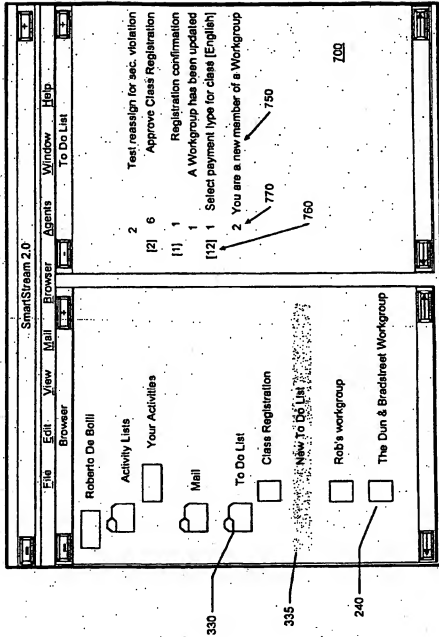 SmartStream 2.0
File Edit View Mail Browser Agents Window Help
Browser
Roberto De Bolli
Activity Lists
Your Activities
Mail
To Do List
Class Registration
New To Do List
Rob's workgroup
The Dun & Bradstreet Workgroup
330
335
240
To Do List
2 Test reassign for sec. violation
[2] 6 Approve Class Registration
[1] 1 Registration confirmation
1 A Workgroup has been updated
[12] 1 Select payment type for class [English]
2 You are a new member of a Workgroup
770
750
760
700